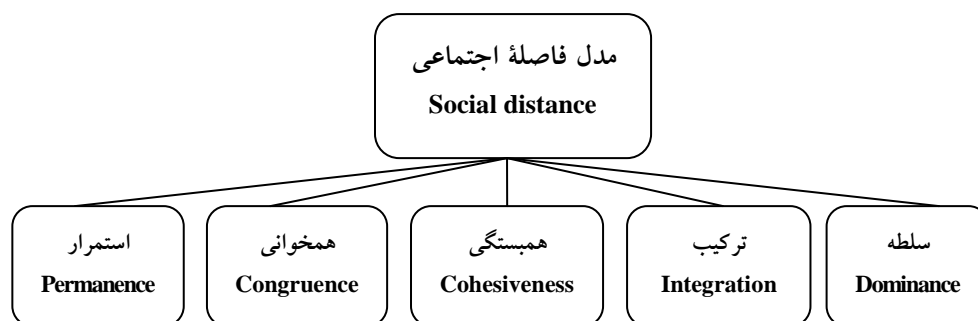 مدل فاصلهٔ اجتماعی
Social distance
استمرار
Permanence
همخوانی
Congruence
همبستگی
Cohesiveness
ترکیب
Integration
سلطه
Dominance